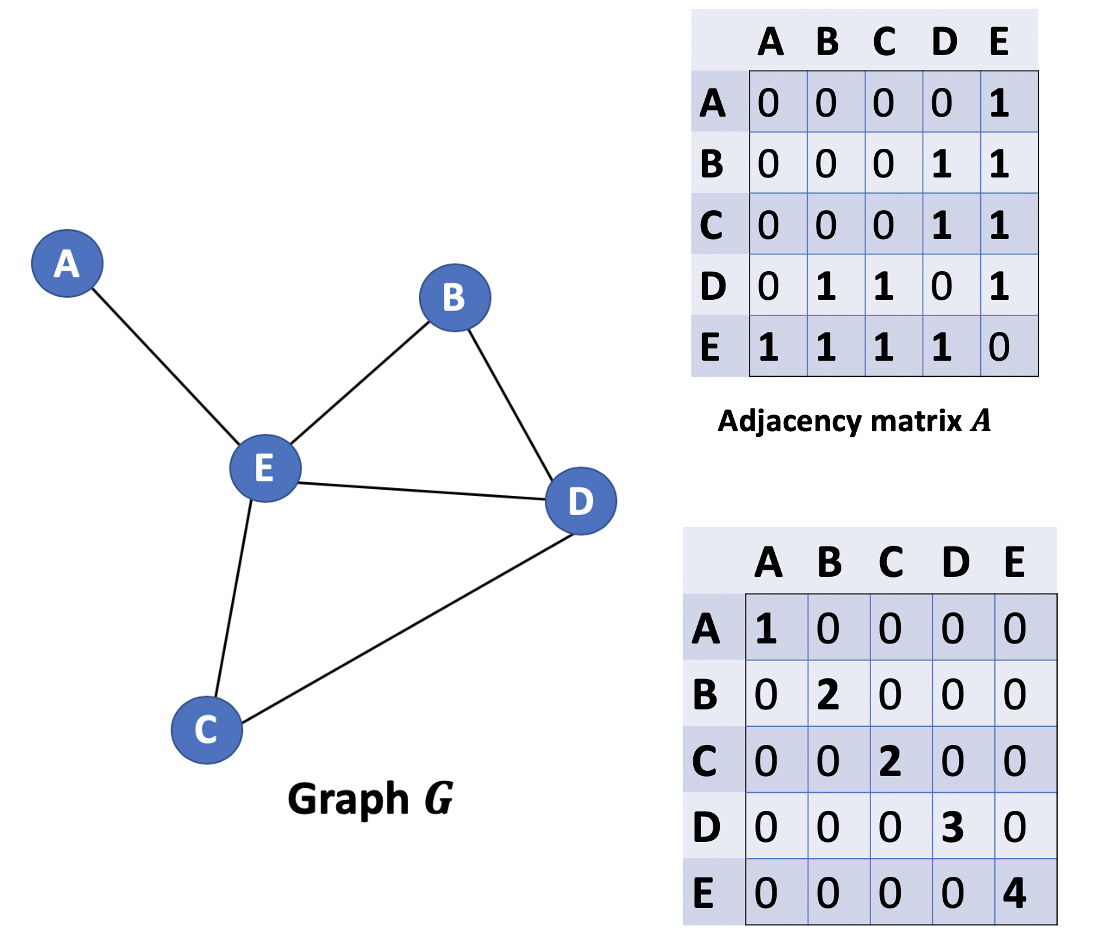 A
B
E
D
C
Graph G
A B C D E
A 0 0 0 0 1
B 0 0 0 1 1
C 0 0 0 1 1
D 0 1 1 0 1
E 1 1 1 1 0
Adjacency matrix A
A B C D E
A 1 0 0 0 0
B 0 2 0 0 0
C 0 0 2 0 0
D 0 0 0 3 0
E 0 0 0 0 4